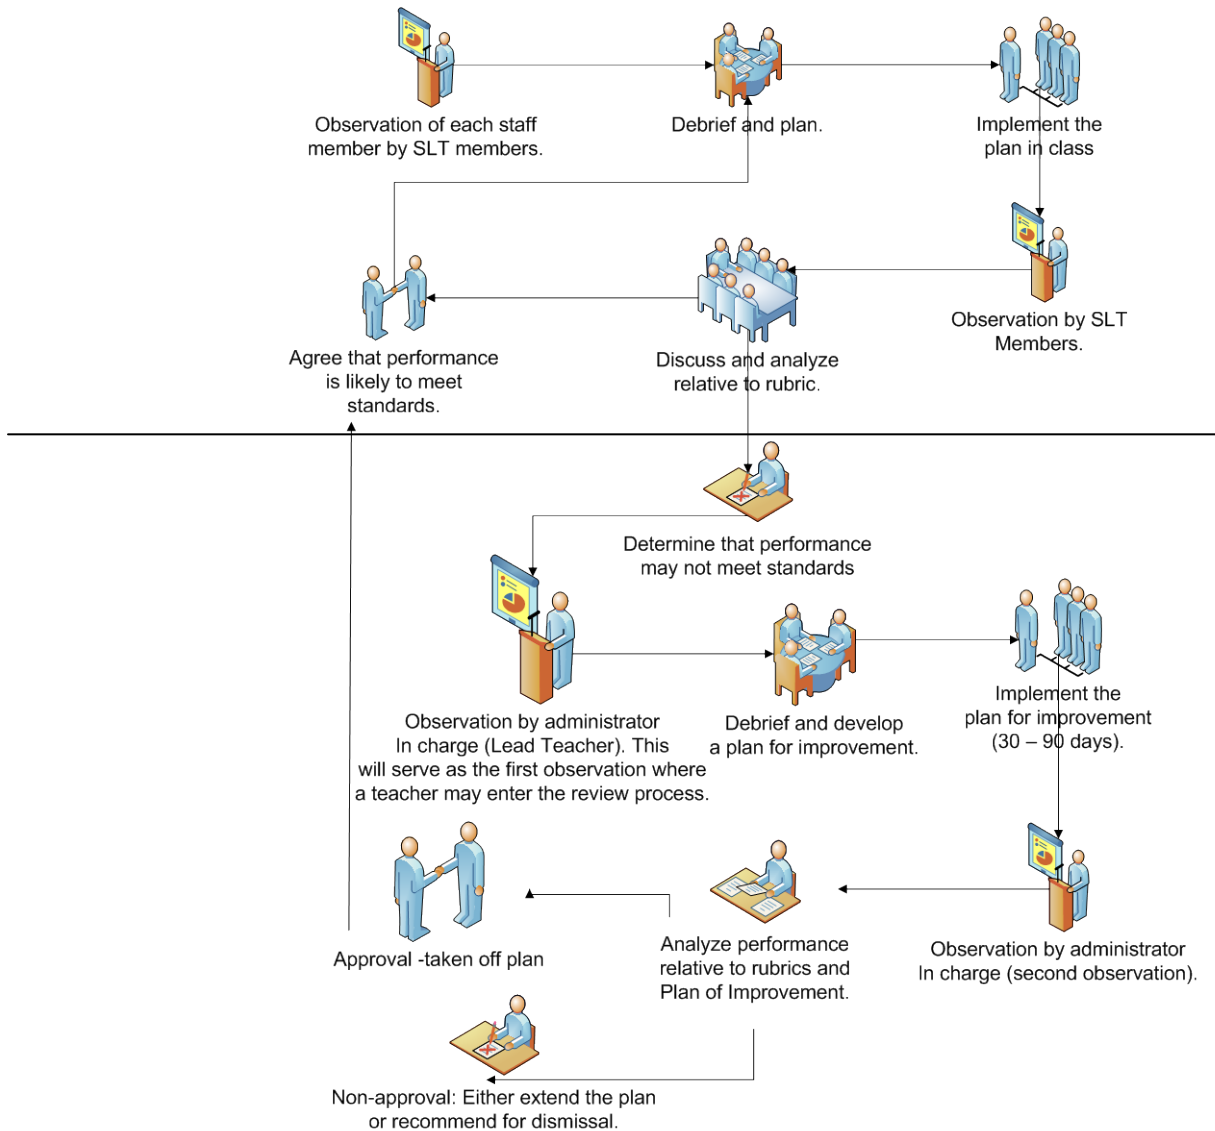 Observation of each staff
member by SLT members.
Debrief and plan.
Implement the
plan in class
Agree that performance
is likely to meet
standards.
Discuss and analyze
relative to rubric.
Observation by SLT
Members.
Determine that performance
may not meet standards
Observation by administrator
In charge (Lead Teacher). This
will serve as the first observation where
a teacher may enter the review process.
Debrief and develop
a plan for improvement.
Implement the
plan for improvement
(30 – 90 days).
Approval -taken off plan
Analyze performance
relative to rubrics and
Plan of Improvement.
Observation by administrator
In charge (second observation).
Non-approval: Either extend the plan
or recommend for dismissal.